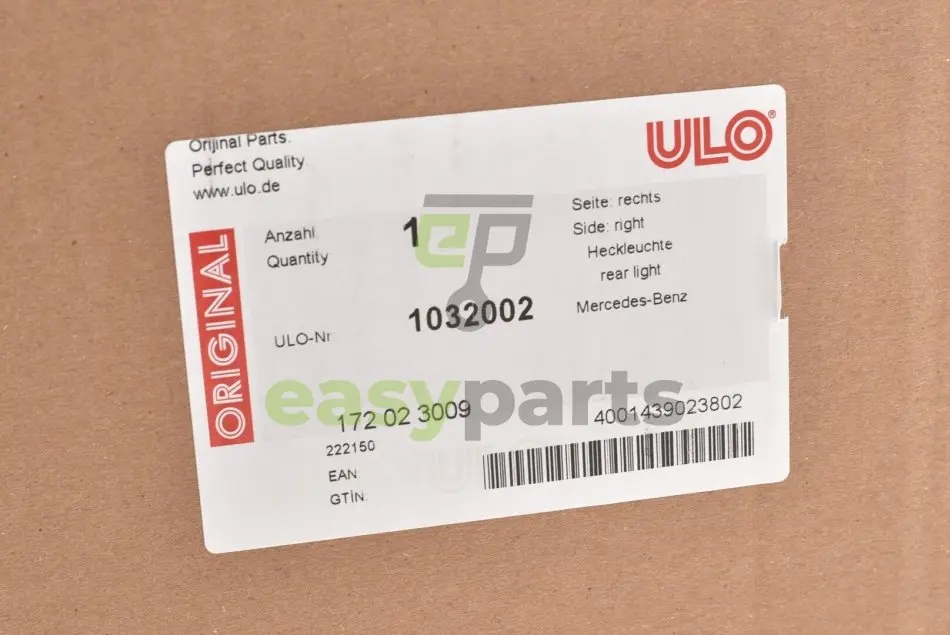 Orijinal Parts.
Perfect Quality
www.ulo.de
ULO®
ORIGINAL
Anzahl
Quantity
1
Seite: rechts
Side: right
Heckleuchte
rear light
Mercedes-Benz
ULO-Nr
1032002
ep
easyparts
172 02 3009
222150
EAN:
GTIN:
4001439023802